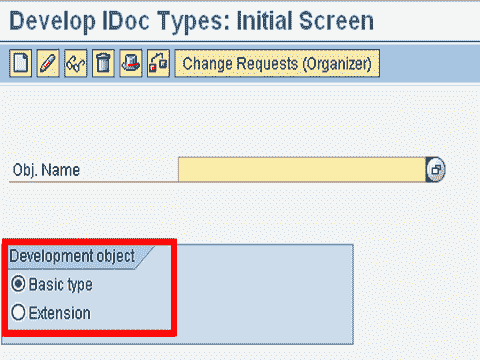 Develop IDoc Types: Initial Screen
Change Requests (Organizer)
Obj. Name
Development object
Basic type
Extension